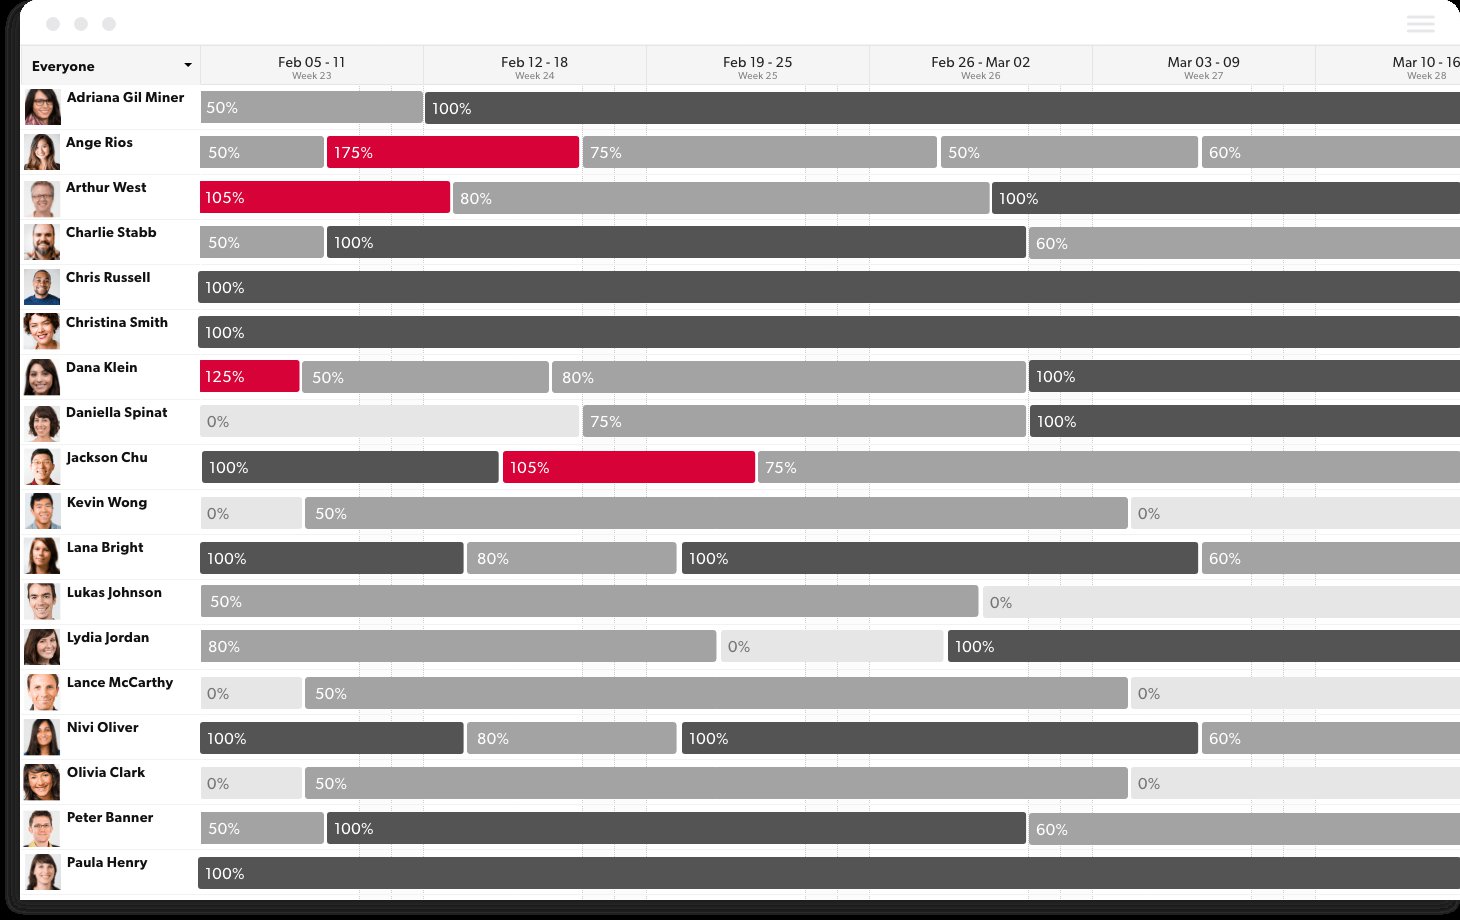 Everyone
Feb 05 - 11
Week 23
Feb 12 - 18
Week 24
Feb 19 - 25
Week 25
Feb 26 - Mar 02
Week 26
Mar 03 - 09
Week 27
Mar 10 - 16
Week 28
Adriana Gil Miner
50% 100%
Ange Rios
50% 175% 75% 50% 60%
Arthur West
105% 80% 100%
Charlie Stabb
50% 100% 60%
Chris Russell
100%
Christina Smith
100%
Dana Klein
125% 50% 80% 100%
Daniella Spinat
0% 75% 100%
Jackson Chu
100% 105% 75%
Kevin Wong
0% 50% 0%
Lana Bright
100% 80% 100% 60%
Lukas Johnson
50% 0%
Lydia Jordan
80% 0% 100%
Lance McCarthy
0% 50% 0%
Nivi Oliver
100% 80% 100% 60%
Olivia Clark
0% 50% 0%
Peter Banner
50% 100% 60%
Paula Henry
100%